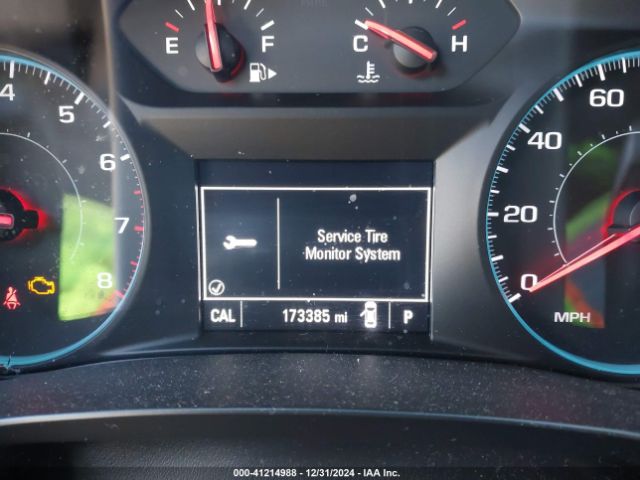 E F
C H
4
5
6
7
8
Service Tire
Monitor System
CAL 173385 mi P
60
40
20
0
MPH
000-41214988 - 12/31/2024 - IAA Inc.